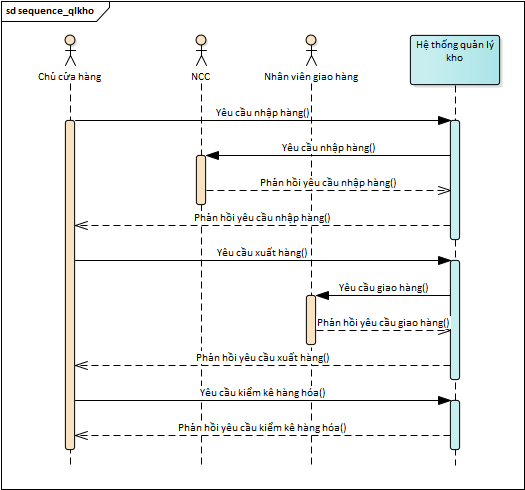 sd sequence_qlkho
Chủ cửa hàng
NCC
Nhân viên giao hàng
Hệ thống quản lý
kho
Yêu cầu nhập hàng()
Yêu cầu nhập hàng()
Phản hồi yêu cầu nhập hàng()
Phản hồi yêu cầu nhập hàng()
Yêu cầu xuất hàng()
Yêu cầu giao hàng()
Phản hồi yêu cầu giao hàng()
Phản hồi yêu cầu xuất hàng()
Yêu cầu kiểm kê hàng hóa()
Phản hồi yêu cầu kiểm kê hàng hóa()